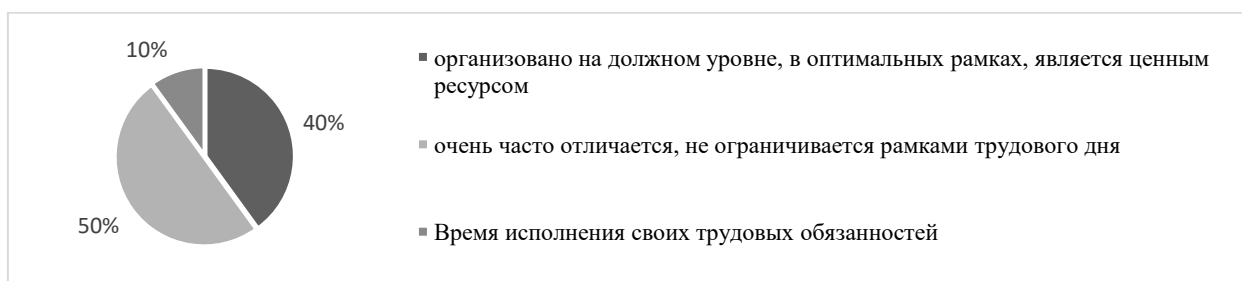 10%
организовано на должном уровне, в оптимальных рамках, является ценным
ресурсом
40%
очень часто отличается, не ограничивается рамками трудового дня
50%
Время исполнения своих трудовых обязанностей